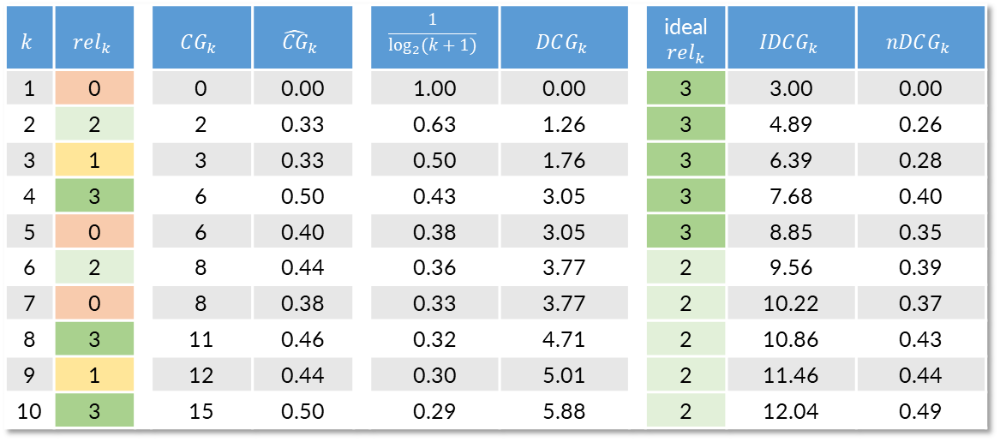 k rel_k CG_k \widehat{CG}_k \frac{1}{\log_2(k + 1)} DCG_k ideal rel_k IDCG_k nDCG_k
1 0 0 0.00 1.00 0.00 3 3.00 0.00
2 2 2 0.33 0.63 1.26 3 4.89 0.26
3 1 3 0.33 0.50 1.76 3 6.39 0.28
4 3 6 0.50 0.43 3.05 3 7.68 0.40
5 0 6 0.40 0.38 3.05 3 8.85 0.35
6 2 8 0.44 0.36 3.77 2 9.56 0.39
7 0 8 0.38 0.33 3.77 2 10.22 0.37
8 3 11 0.46 0.32 4.71 2 10.86 0.43
9 1 12 0.44 0.30 5.01 2 11.46 0.44
10 3 15 0.50 0.29 5.88 2 12.04 0.49